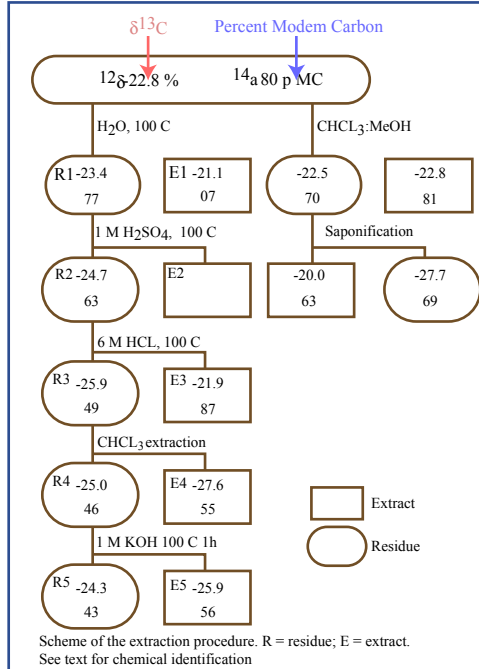 δ13C
Percent Modem Carbon
12δ-22.8 % 14a 80 p MC
H2O, 100 C
CHCL3:MeOH
R1 -23.4
77
E1 -21.1
07
-22.5
70
-22.8
81
1 M H2SO4, 100 C
Saponification
R2 -24.7
63
E2
-20.0
63
-27.7
69
6 M HCL, 100 C
R3 -25.9
49
E3 -21.9
87
CHCL3 extraction
R4 -25.0
46
E4 -27.6
55
Extract
1 M KOH 100 C 1h
Residue
R5 -24.3
43
E5 -25.9
56
Scheme of the extraction procedure. R = residue; E = extract.
See text for chemical identification